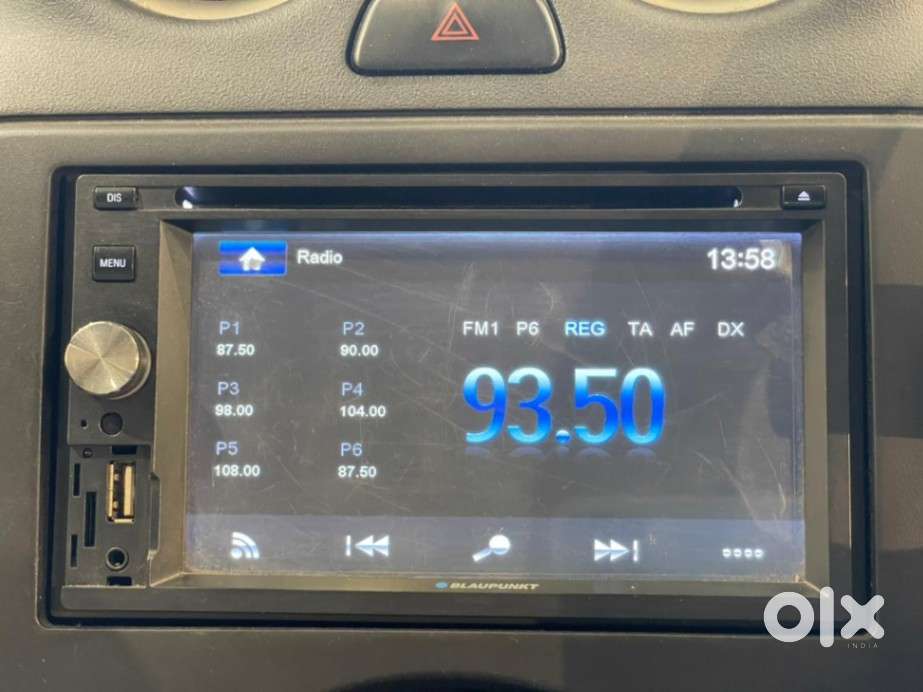 DIS
MENU
Radio
13:58
P1
87.50
P2
90.00
P3
98.00
P4
104.00
P5
108.00
P6
87.50
FM1 P6 REG TA AF DX
93.50
BLAUPUNKT
olx
INDIA